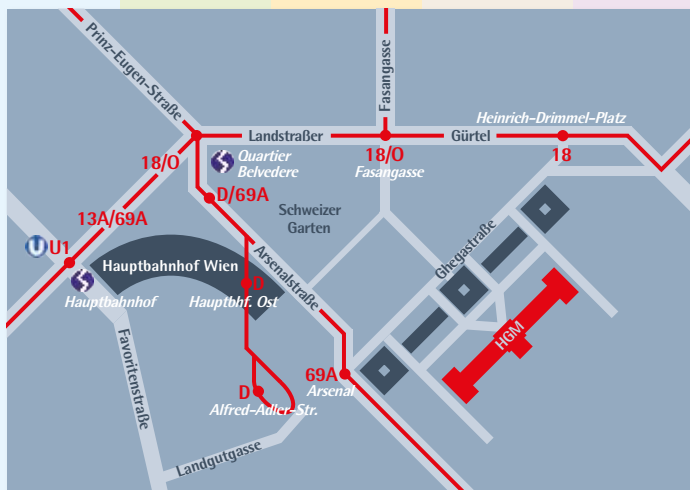 Prinz-Eugen-Straße
Fasangasse
Heinrich-Drimmel-Platz
Landstraßer
Gürtel
18/O
Quartier
Belvedere
18/O
Fasangasse
18
D/69A
Schweizer
Garten
13A/69A
U
U1
Ghegastraße
Arsenalstraße
Hauptbahnhof Wien
D
Hauptbahnhof
Hauptbhf. Ost
HGM
Favoritenstraße
69A
Arsenal
D
Alfred-Adler-Str.
Landgutgasse